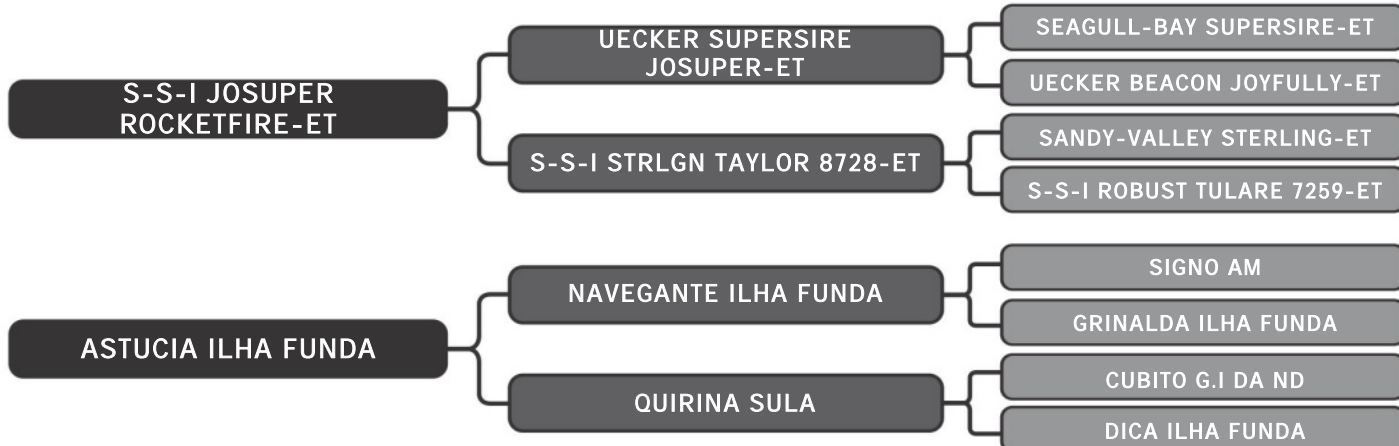 S-S-I JOSUPER
ROCKETFIRE-ET
UECKER SUPERSIRE
JOSUPER-ET
SEAGULL-BAY SUPERSIRE-ET
UECKER BEACON JOYFULLY-ET
S-S-I STRLGN TAYLOR 8728-ET
SANDY-VALLEY STERLING-ET
S-S-I ROBUST TULARE 7259-ET
ASTUCIA ILHA FUNDA
NAVEGANTE ILHA FUNDA
SIGNO AM
GRINALDA ILHA FUNDA
QUIRINA SULA
CUBITO G.I DA ND
DICA ILHA FUNDA